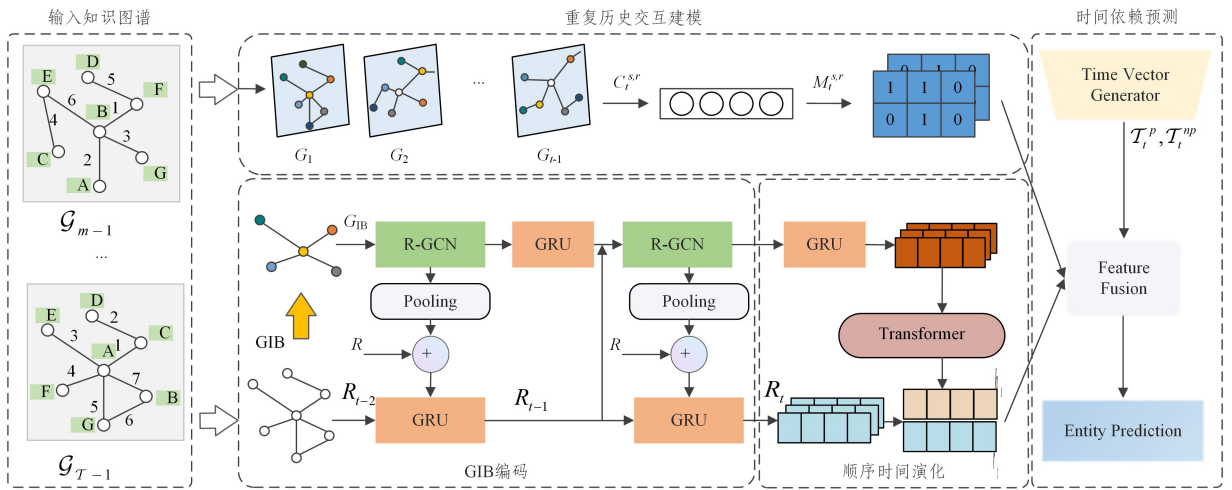 输入知识图谱
重复历史交互建模
时间依赖预测
D
E
5
F
6
B
1
4
3
C
2
G
A
𝒢m−1
...
D
E
2
C
3
A
1
4
7
F
B
5
6
G
𝒢𝒯−1
G1
G2
...
Gt-1
Ct^s,r
Mt^s,r
0 1 0
1 1 0
0 1 0
GIB
GIB
R-GCN
GRU
R-GCN
GRU
Pooling
Pooling
R
+
R
+
Rt−2
GRU
Rt−1
GRU
Rt
Transformer
GIB编码
顺序时间演化
Time Vector
Generator
𝒯t^p, 𝒯t^np
Feature
Fusion
Entity Prediction